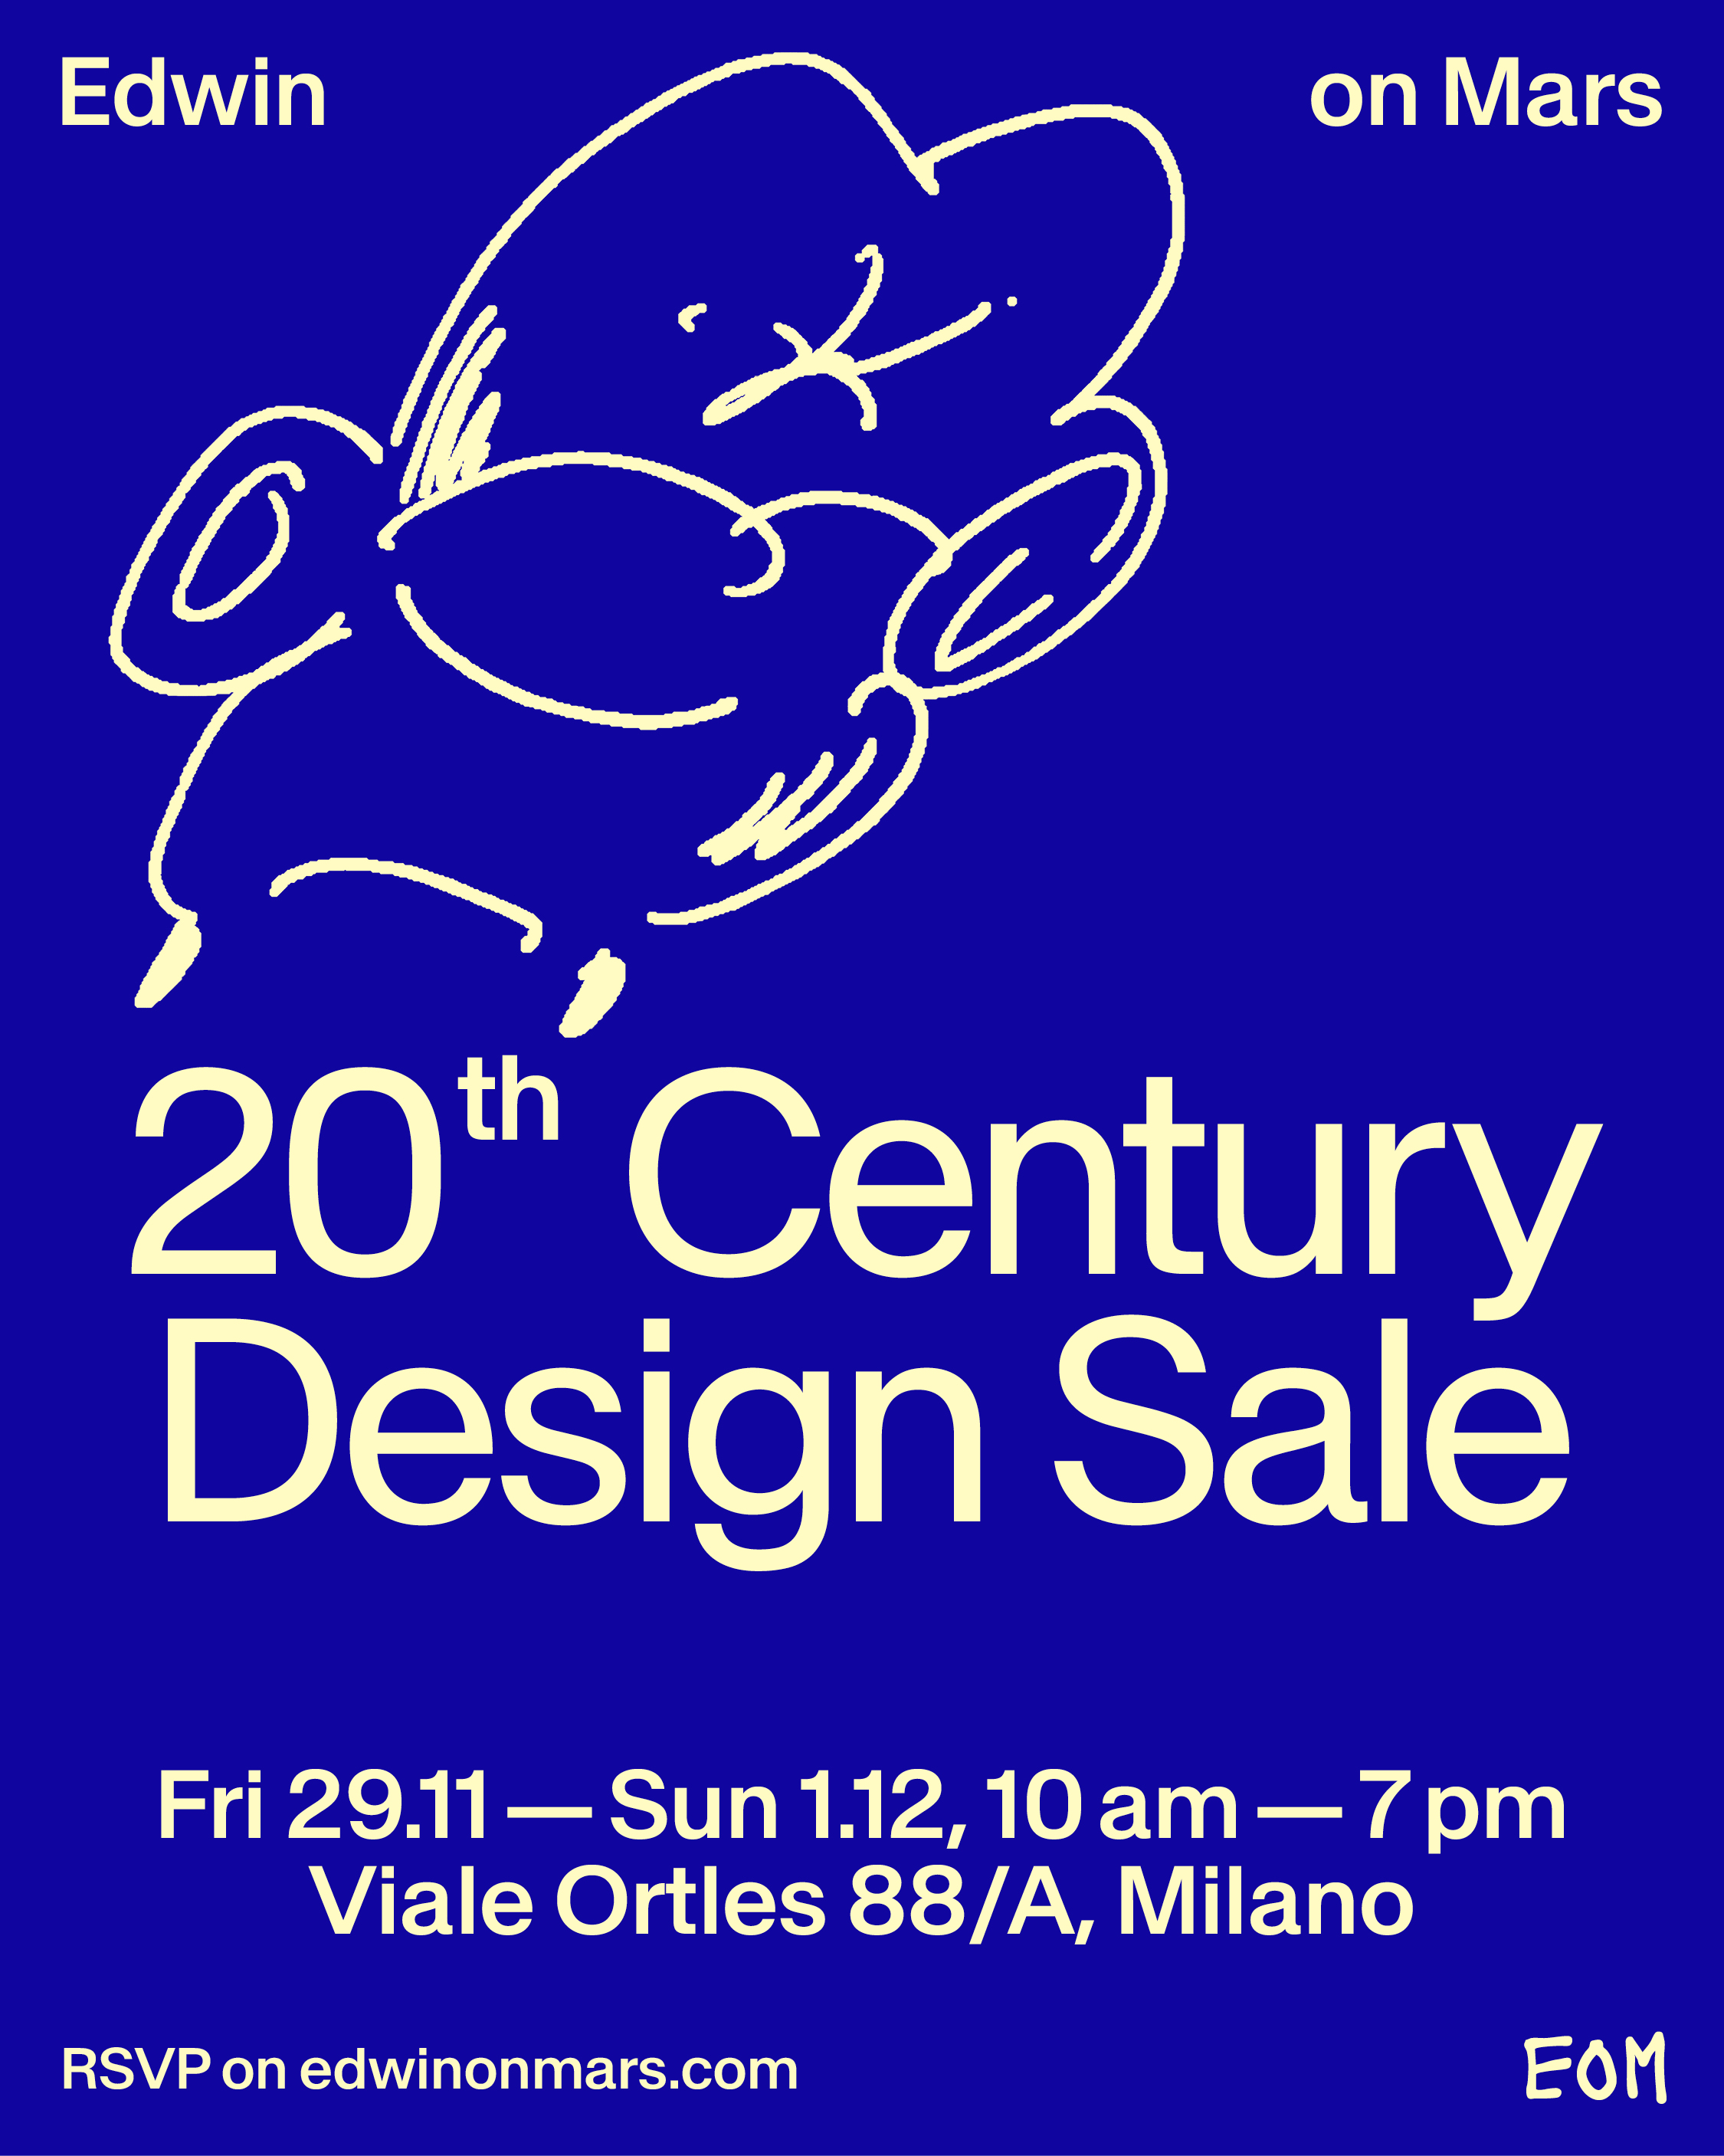 Edwin on Mars
20th Century
Design Sale
Fri 29.11 — Sun 1.12, 10 am — 7 pm
Viale Ortles 88/A, Milano
RSVP on edwinonmars.com
EOM